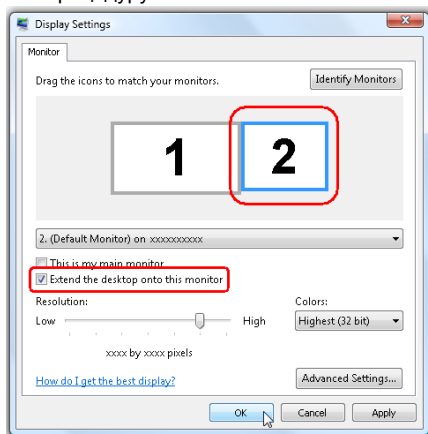 Display Settings
Monitor
Drag the icons to match your monitors.
Identify Monitors
1 2
2. (Default Monitor) on xxxxxxxxxx
This is my main monitor
Extend the desktop onto this monitor
Resolution: Colors:
Low High Highest (32 bit)
xxxx by xxxx pixels
How do I get the best display? Advanced Settings...
OK Cancel Apply